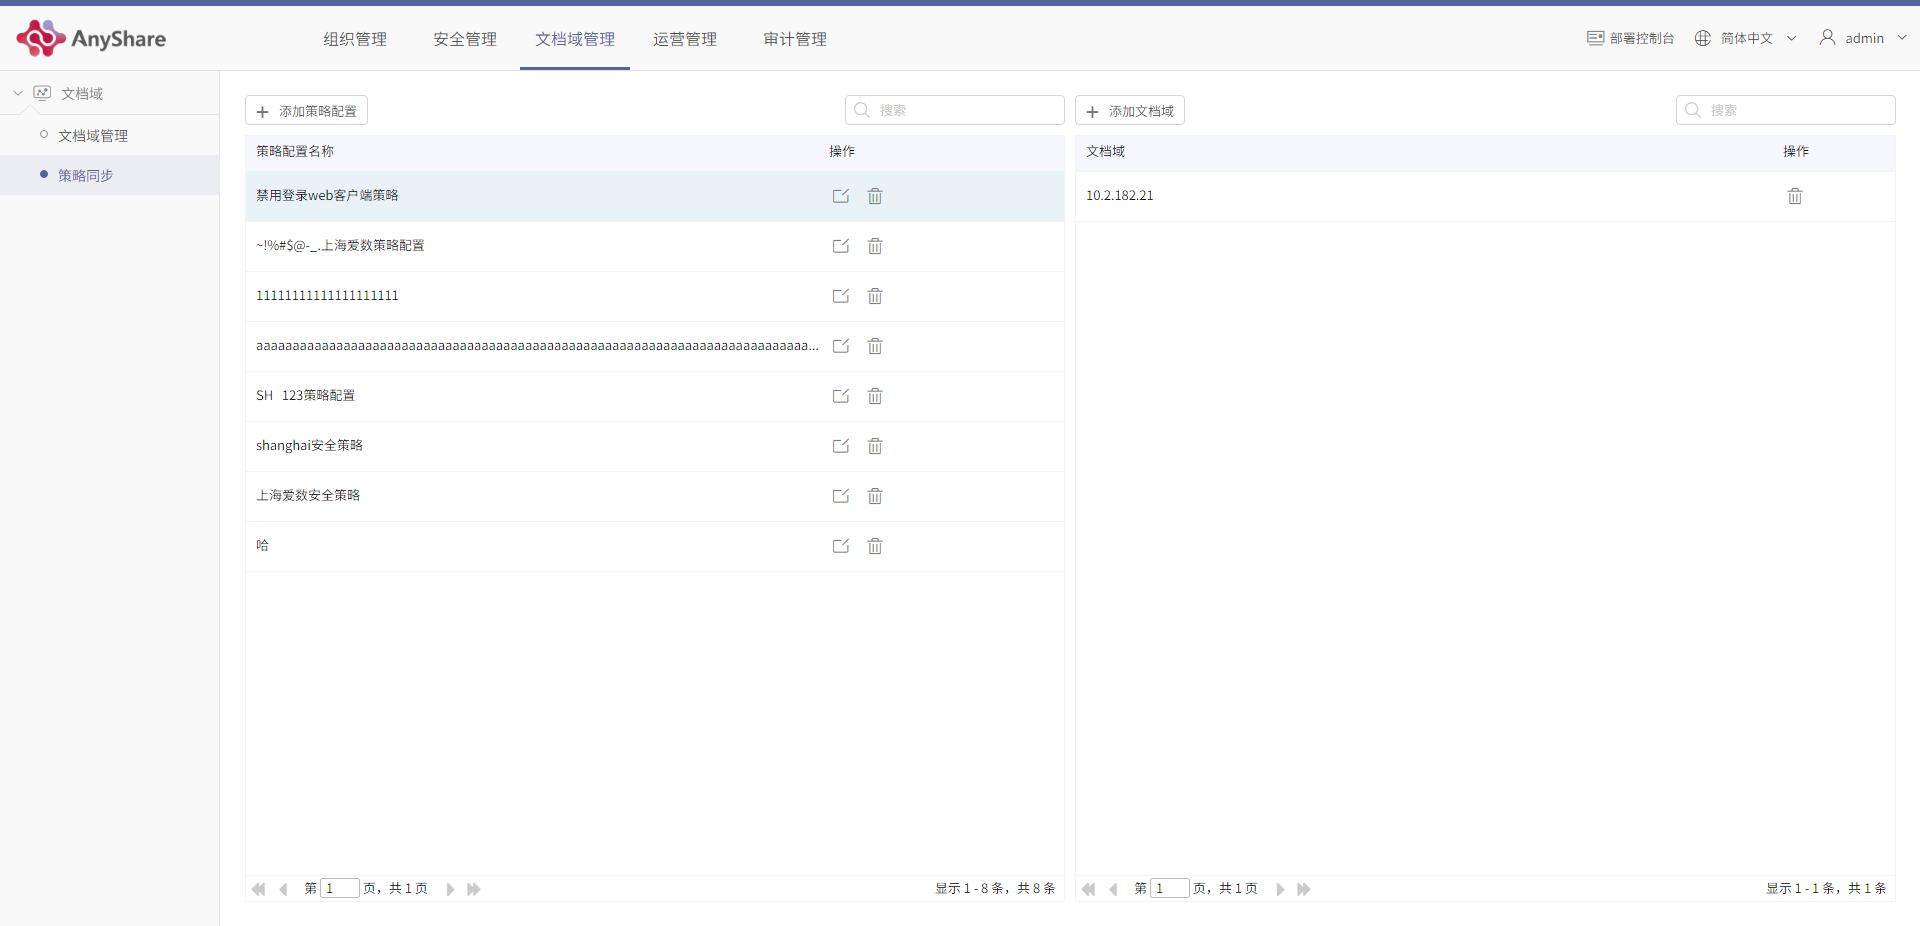 AnyShare
组织管理 安全管理 文档域管理 运营管理 审计管理
部署控制台 简体中文 admin
文档域
文档域管理
策略同步
添加策略配置 搜索
策略配置名称 操作
禁用登录web客户端策略
~!%#$@-_.上海爱数策略配置
11111111111111111111
aaaaaaaaaaaaaaaaaaaaaaaaaaaaaaaaaaaaaaaaaaaaaaaaaaaaaaaaaaaaaaaaaaaaaaaaaaaa...
SH 123策略配置
shanghai安全策略
上海爱数安全策略
哈
第 1 页，共 1 页 显示 1 - 8 条，共 8 条
添加文档域 搜索
文档域 操作
10.2.182.21
第 1 页，共 1 页 显示 1 - 1 条，共 1 条